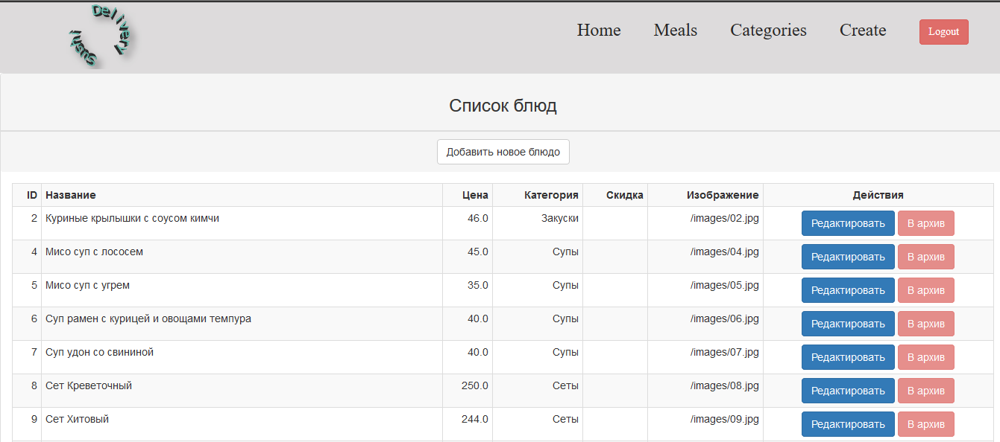 Delivery
Sushi
Home Meals Categories Create Logout
Список блюд
Добавить новое блюдо
ID Название Цена Категория Скидка Изображение Действия
2 Куриные крылышки с соусом кимчи 46.0 Закуски /images/02.jpg Редактировать В архив
4 Мисо суп с лососем 45.0 Супы /images/04.jpg Редактировать В архив
5 Мисо суп с угрем 35.0 Супы /images/05.jpg Редактировать В архив
6 Суп рамен с курицей и овощами темпура 40.0 Супы /images/06.jpg Редактировать В архив
7 Суп удон со свининой 40.0 Супы /images/07.jpg Редактировать В архив
8 Сет Креветочный 250.0 Сеты /images/08.jpg Редактировать В архив
9 Сет Хитовый 244.0 Сеты /images/09.jpg Редактировать В архив